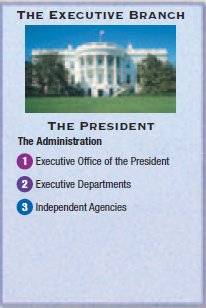 THE EXECUTIVE BRANCH
THE PRESIDENT
The Administration
1 Executive Office of the President
2 Executive Departments
3 Independent Agencies